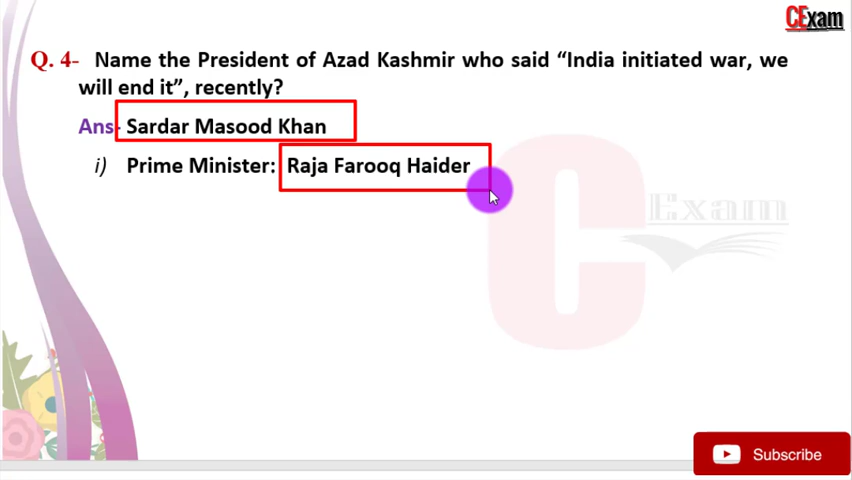 CExam
Q. 4- Name the President of Azad Kashmir who said “India initiated war, we
will end it”, recently?
Ans- Sardar Masood Khan
i) Prime Minister: Raja Farooq Haider
C Exam
Subscribe